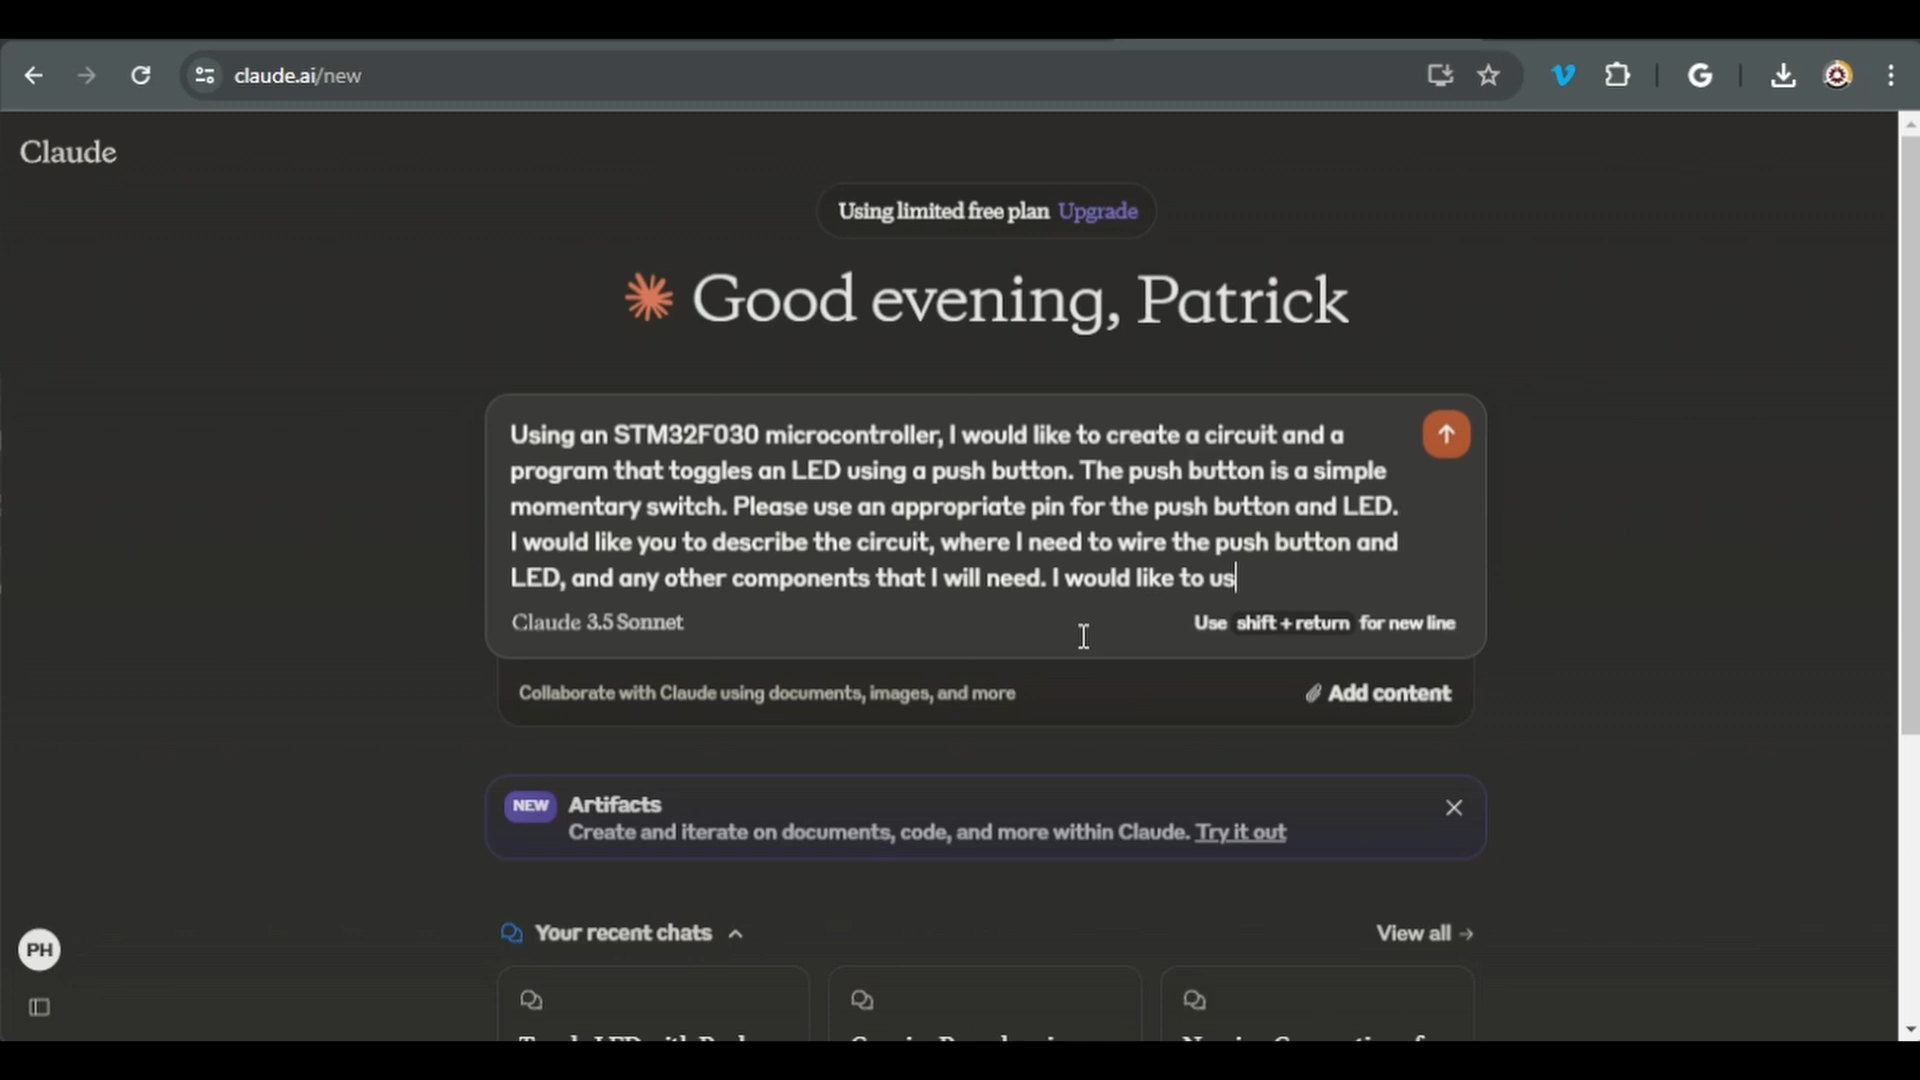 claude.ai/new
Claude
Using limited free plan Upgrade
Good evening, Patrick
Using an STM32F030 microcontroller, I would like to create a circuit and a
program that toggles an LED using a push button. The push button is a simple
momentary switch. Please use an appropriate pin for the push button and LED.
I would like you to describe the circuit, where I need to wire the push button and
LED, and any other components that I will need. I would like to us
Claude 3.5 Sonnet
Use shift + return for new line
Collaborate with Claude using documents, images, and more
Add content
NEW Artifacts
Create and iterate on documents, code, and more within Claude. Try it out
Your recent chats
View all →
PH